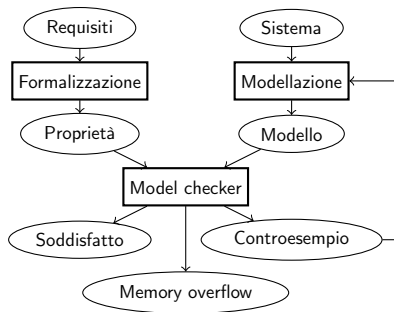 Requisiti
Sistema
Formalizzazione
Modellazione
Proprietà
Modello
Model checker
Soddisfatto
Controesempio
Memory overflow